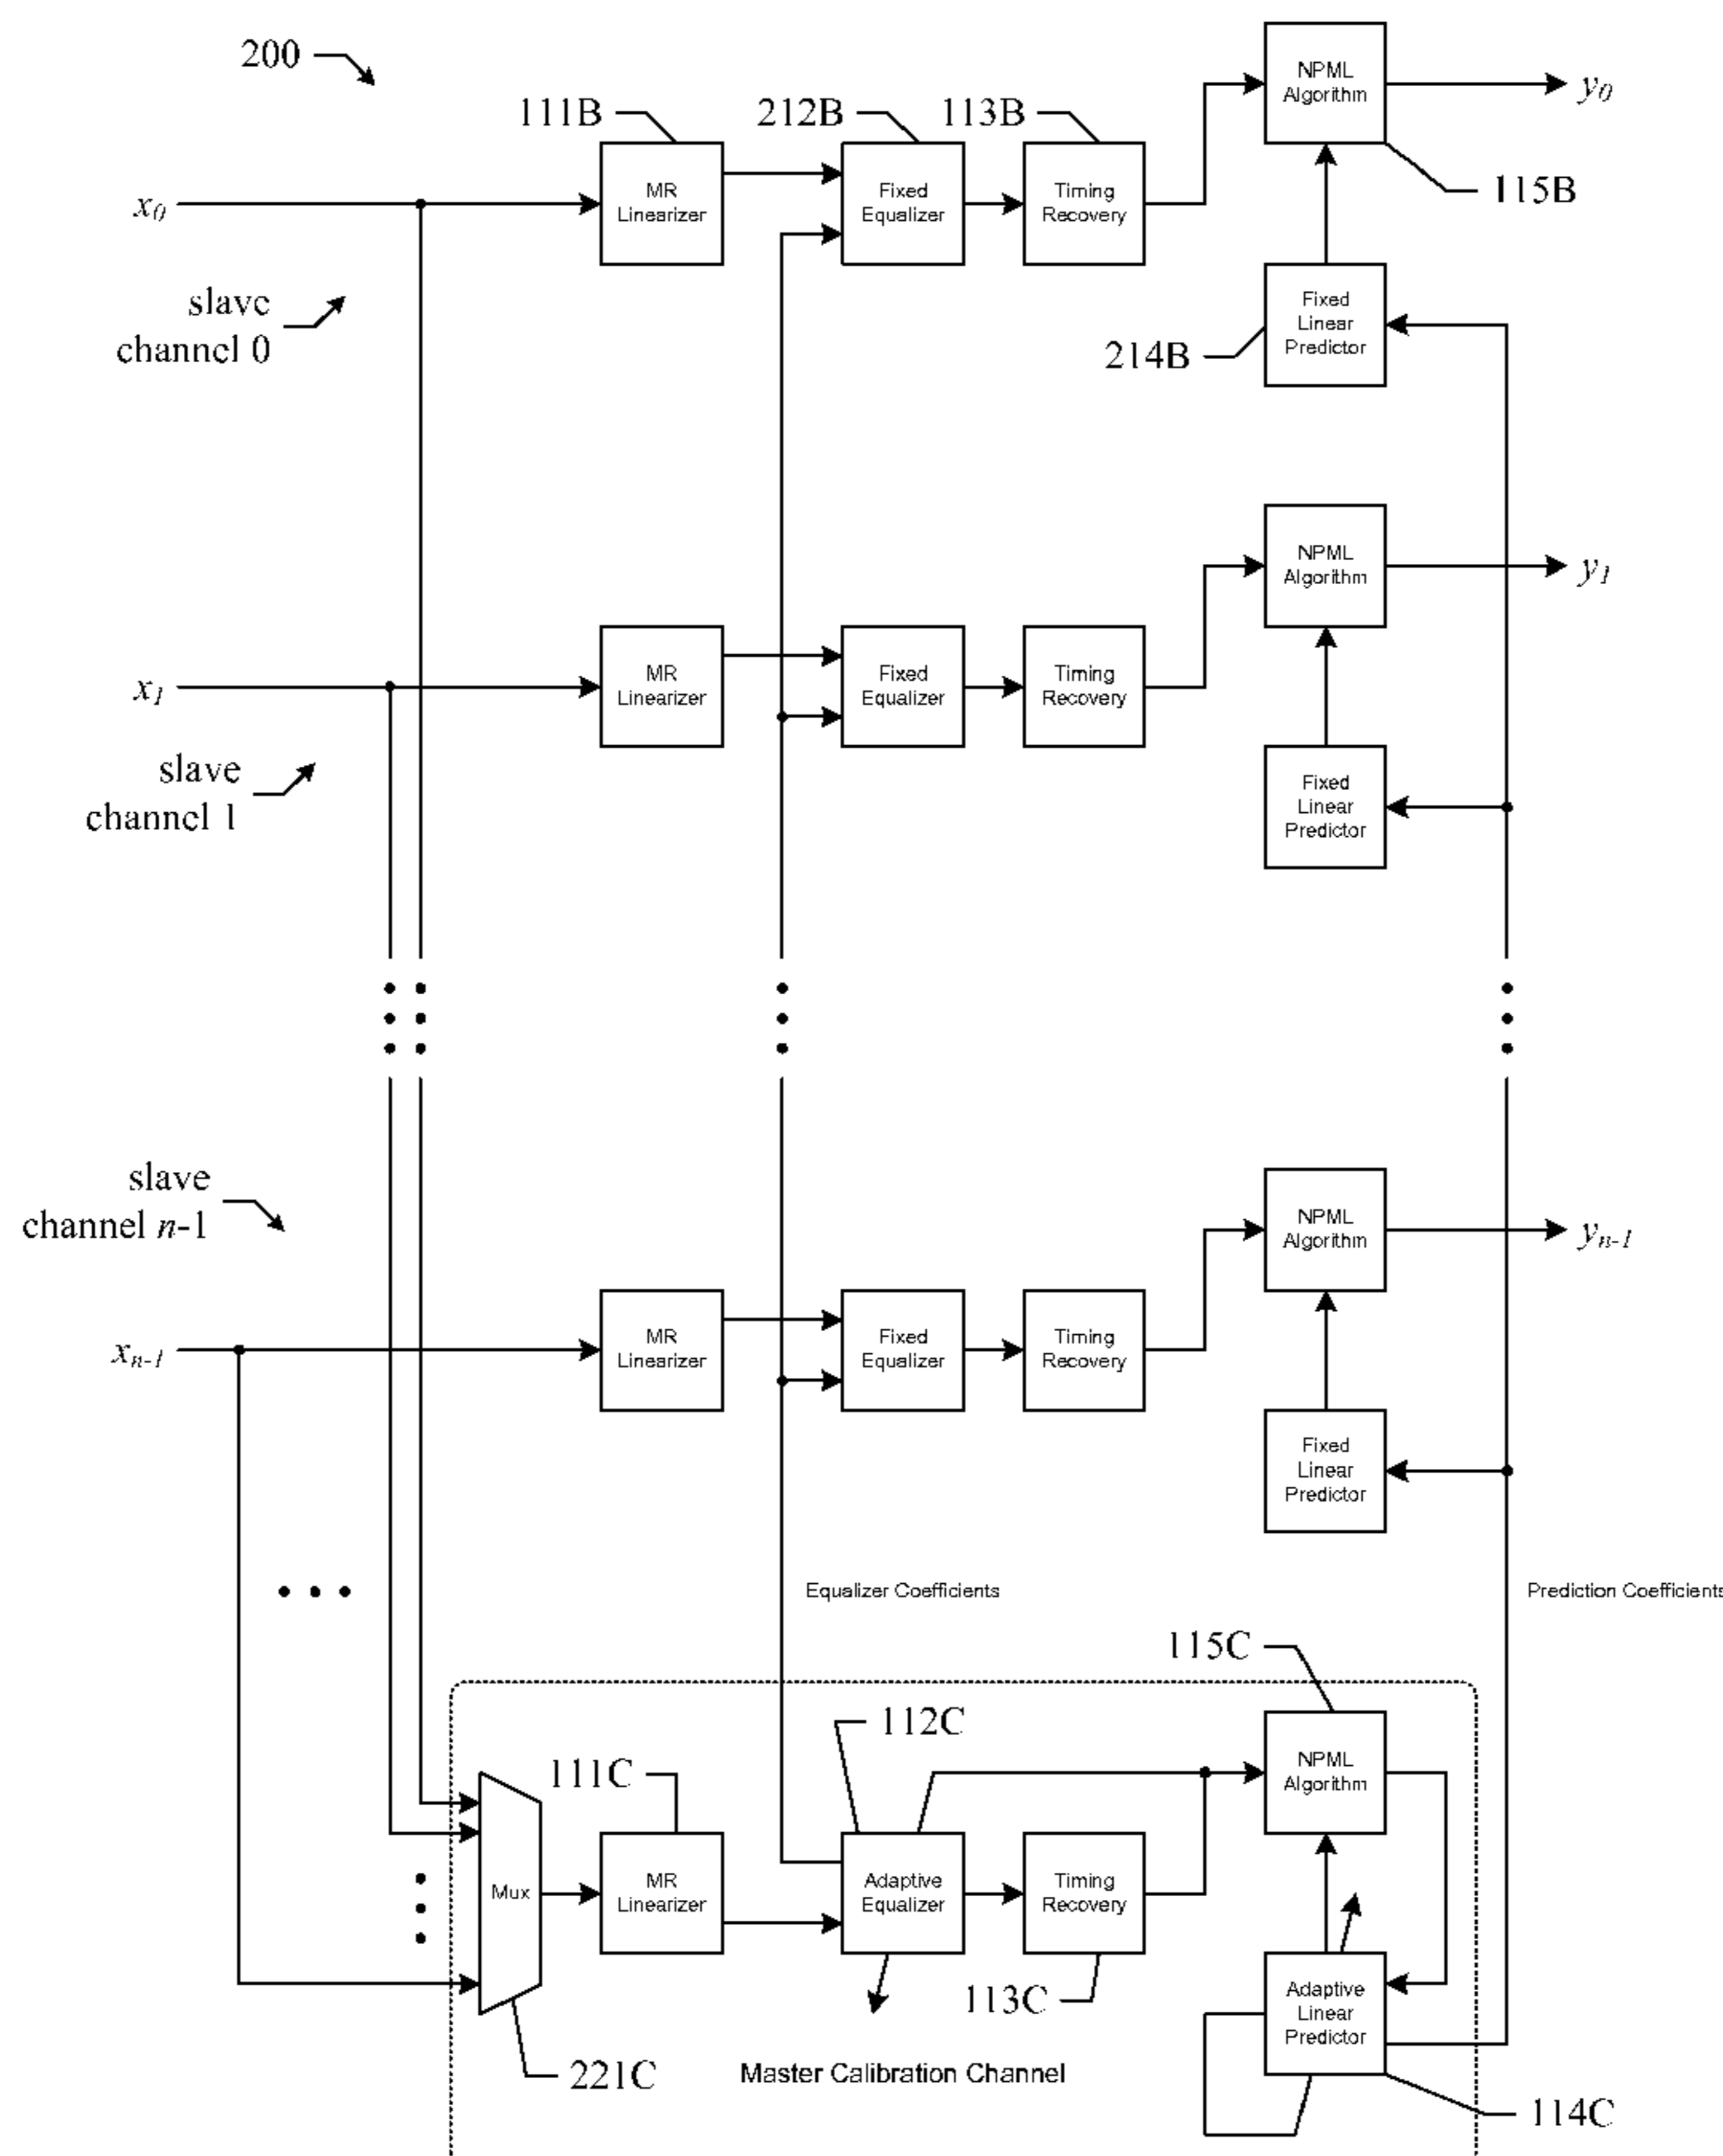 200
NPML
Algorithm
y0
111B
212B
113B
115B
x0
MR
Linearizer
Fixed
Equalizer
Timing
Recovery
slave
channel 0
Fixed
Linear
Predictor
214B
NPML
Algorithm
y1
x1
MR
Linearizer
Fixed
Equalizer
Timing
Recovery
slave
channel 1
Fixed
Linear
Predictor
slave
channel n-1
NPML
Algorithm
yn-1
xn-1
MR
Linearizer
Fixed
Equalizer
Timing
Recovery
Fixed
Linear
Predictor
Equalizer Coefficients
Prediction Coefficients
115C
112C
111C
NPML
Algorithm
Mux
MR
Linearizer
Adaptive
Equalizer
Timing
Recovery
113C
Adaptive
Linear
Predictor
221C
Master Calibration Channel
114C